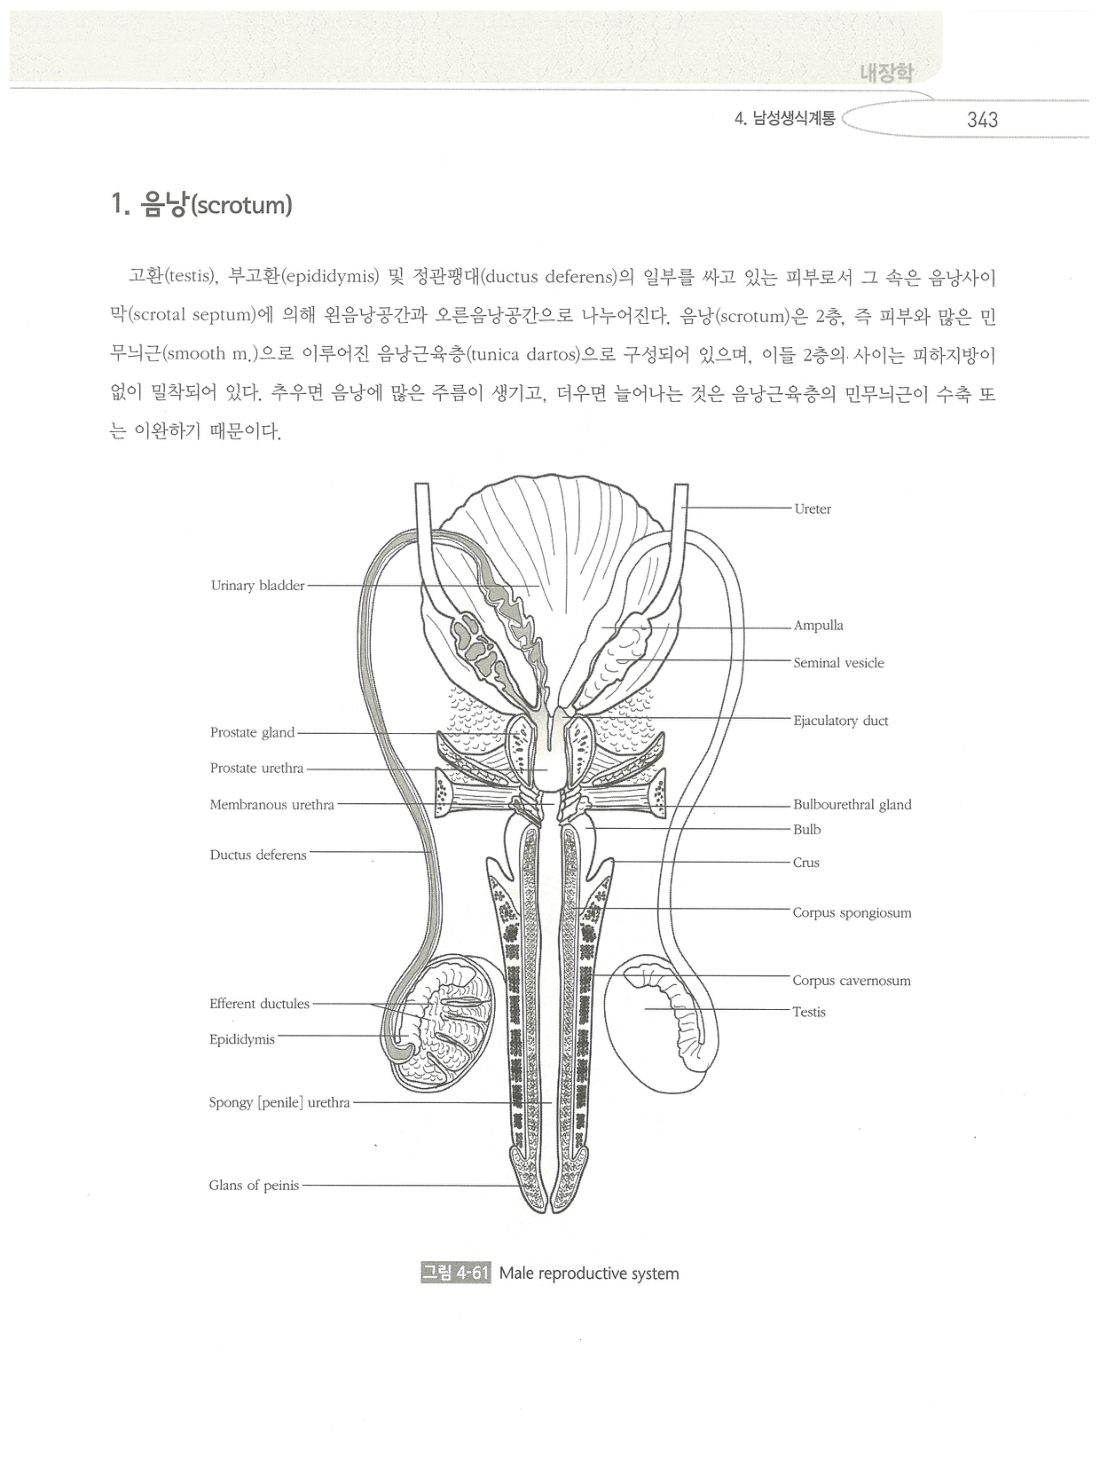 내장학
4. 남성생식계통
343
1. 음낭(scrotum)
고환(testis), 부고환(epididymis) 및 정관팽대(ductus deferens)의 일부를 싸고 있는 피부로서 그 속은 음낭사이
막(scrotal septum)에 의해 왼음낭공간과 오른음낭공간으로 나누어진다. 음낭(scrotum)은 2층, 즉 피부와 많은 민
무늬근(smooth m.)으로 이루어진 음낭근육층(tunica dartos)으로 구성되어 있으며, 이들 2층의 사이는 피하지방이
없이 밀착되어 있다. 추우면 음낭에 많은 주름이 생기고, 더우면 늘어나는 것은 음낭근육층의 민무늬근이 수축 또
는 이완하기 때문이다.
Ureter
Urinary bladder
Ampulla
Seminal vesicle
Ejaculatory duct
Prostate gland
Prostate urethra
Membranous urethra
Bulbourethral gland
Bulb
Ductus deferens
Crus
Corpus spongiosum
Corpus cavernosum
Efferent ductules
Testis
Epididymis
Spongy [penile] urethra
Glans of peinis
그림 4-61 Male reproductive system